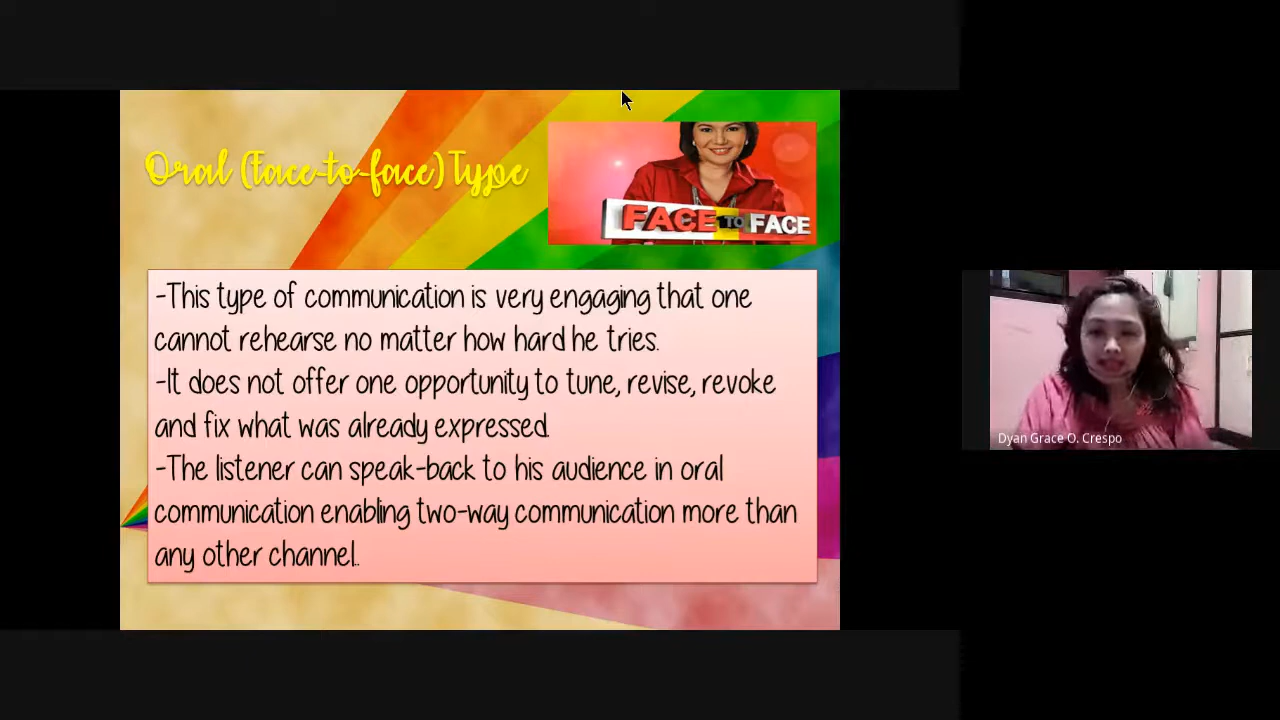 Oral (Face-to-face) Type
FACE TO FACE
-This type of communication is very engaging that one
cannot rehearse no matter how hard he tries.
-It does not offer one opportunity to tune, revise, revoke
and fix what was already expressed.
-The listener can speak-back to his audience in oral
communication enabling two-way communication more than
any other channel..
Dyan Grace O. Crespo